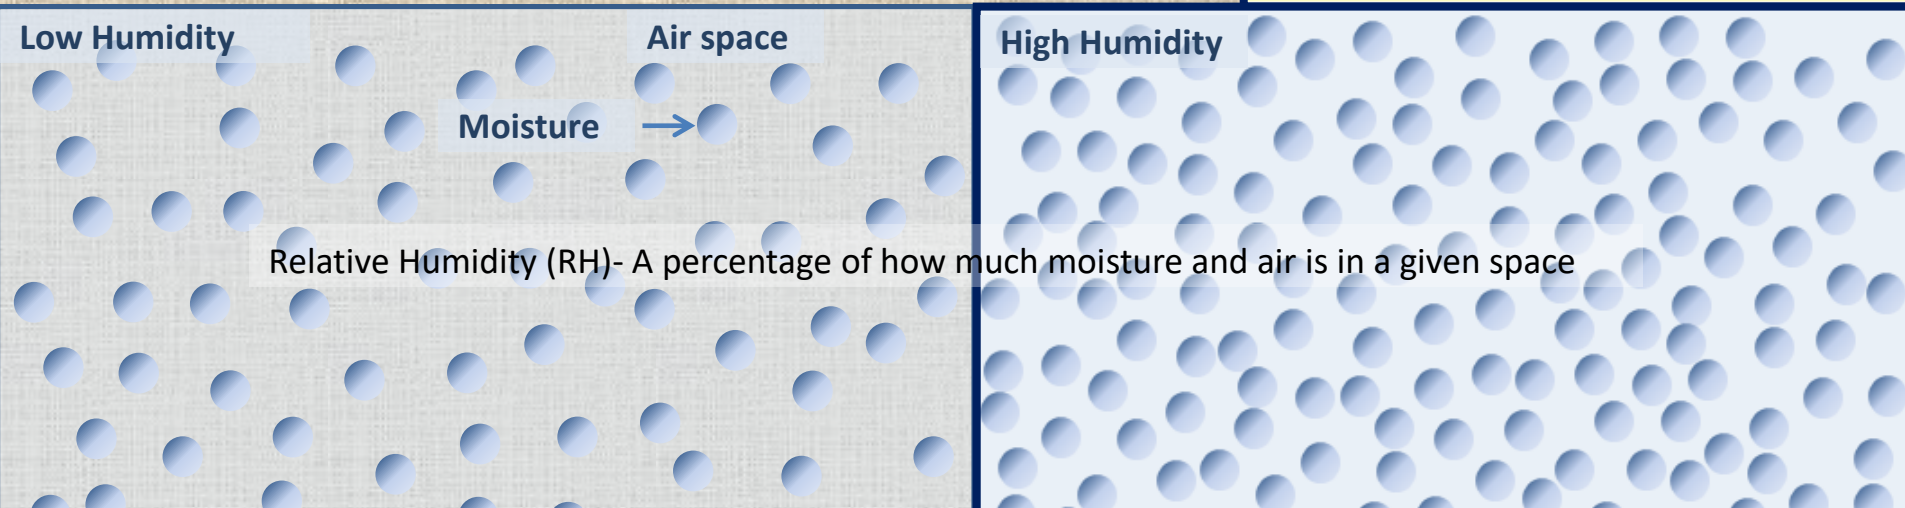 Low Humidity
Air space
High Humidity
Moisture
Relative Humidity (RH)- A percentage of how much moisture and air is in a given space